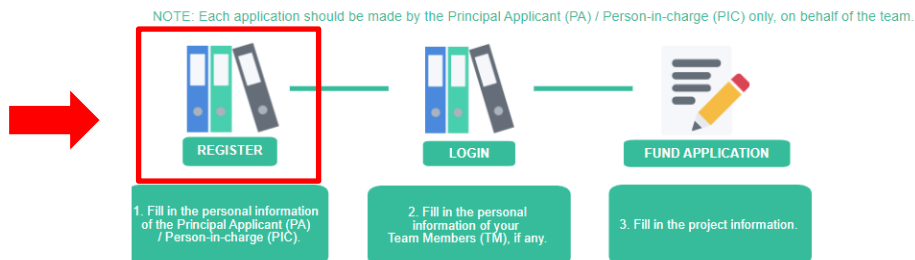 NOTE: Each application should be made by the Principal Applicant (PA) / Person-in-charge (PIC) only, on behalf of the team.
REGISTER
LOGIN
FUND APPLICATION
1. Fill in the personal information
of the Principal Applicant (PA)
/ Person-in-charge (PIC).
2. Fill in the personal
information of your
Team Members (TM), if any.
3. Fill in the project information.